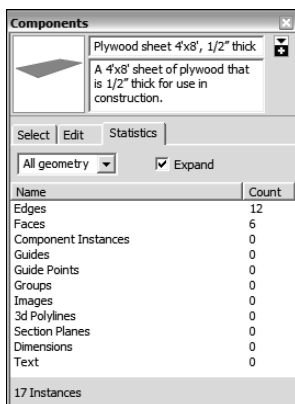 Components
Plywood sheet 4'x8', 1/2" thick
A 4'x8' sheet of plywood that
is 1/2" thick for use in
construction.
Select Edit Statistics
All geometry Expand
Name Count
Edges 12
Faces 6
Component Instances 0
Guides 0
Guide Points 0
Groups 0
Images 0
3d Polylines 0
Section Planes 0
Dimensions 0
Text 0
17 Instances